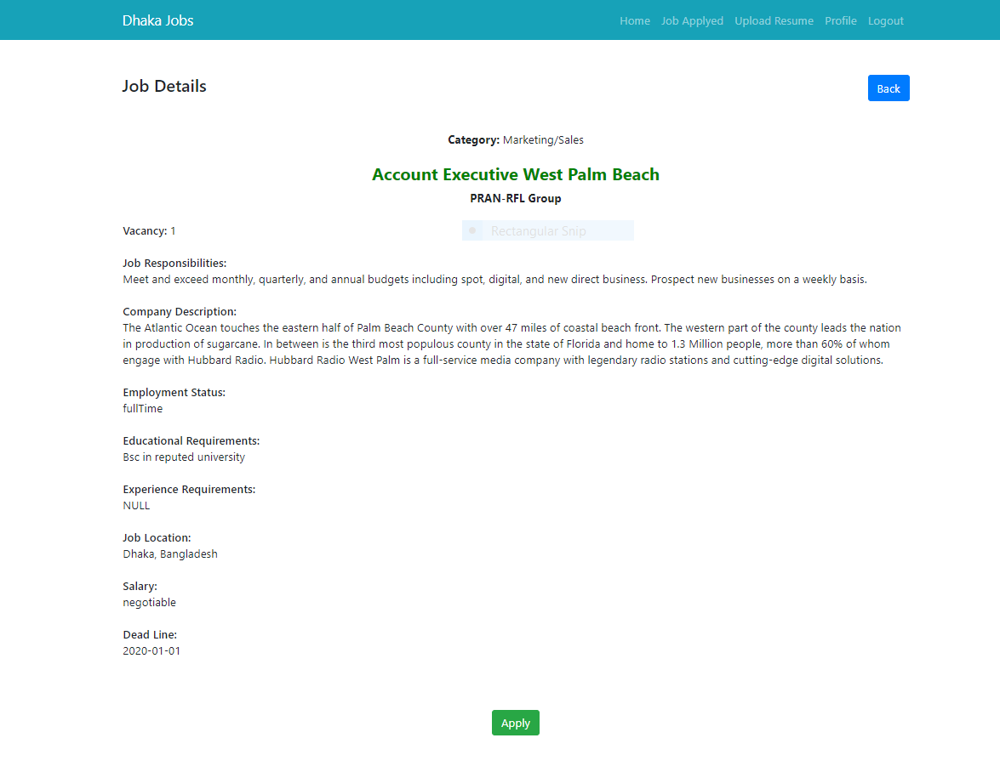 Dhaka Jobs
Home Job Applyed Upload Resume Profile Logout
Job Details
Back
Category: Marketing/Sales
Account Executive West Palm Beach
PRAN-RFL Group
Vacancy: 1
Rectangular Snip
Job Responsibilities:
Meet and exceed monthly, quarterly, and annual budgets including spot, digital, and new direct business. Prospect new businesses on a weekly basis.
Company Description:
The Atlantic Ocean touches the eastern half of Palm Beach County with over 47 miles of coastal beach front. The western part of the county leads the nation
in production of sugarcane. In between is the third most populous county in the state of Florida and home to 1.3 Million people, more than 60% of whom
engage with Hubbard Radio. Hubbard Radio West Palm is a full-service media company with legendary radio stations and cutting-edge digital solutions.
Employment Status:
fullTime
Educational Requirements:
Bsc in reputed university
Experience Requirements:
NULL
Job Location:
Dhaka, Bangladesh
Salary:
negotiable
Dead Line:
2020-01-01
Apply